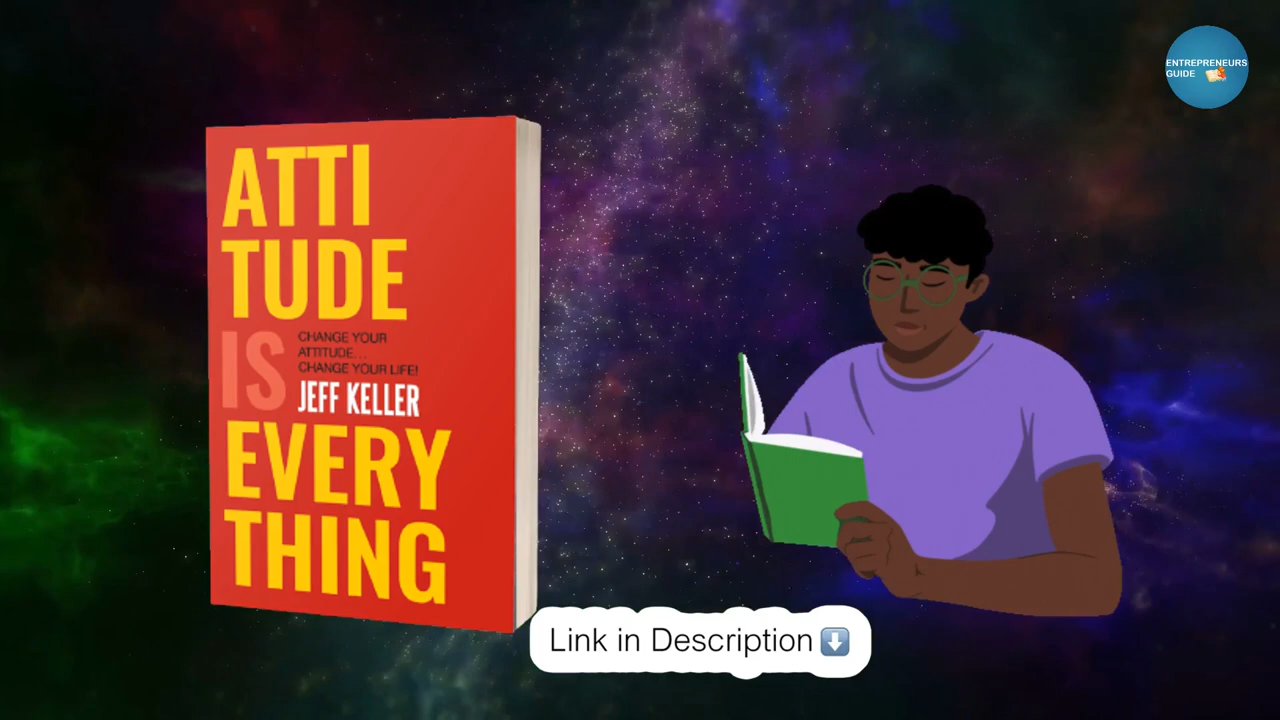 ENTREPRENEURS
GUIDE
ATTI
TUDE
IS
CHANGE YOUR
ATTITUDE...
CHANGE YOUR LIFE!
JEFF KELLER
EVERY
THING
Link in Description ⬇️